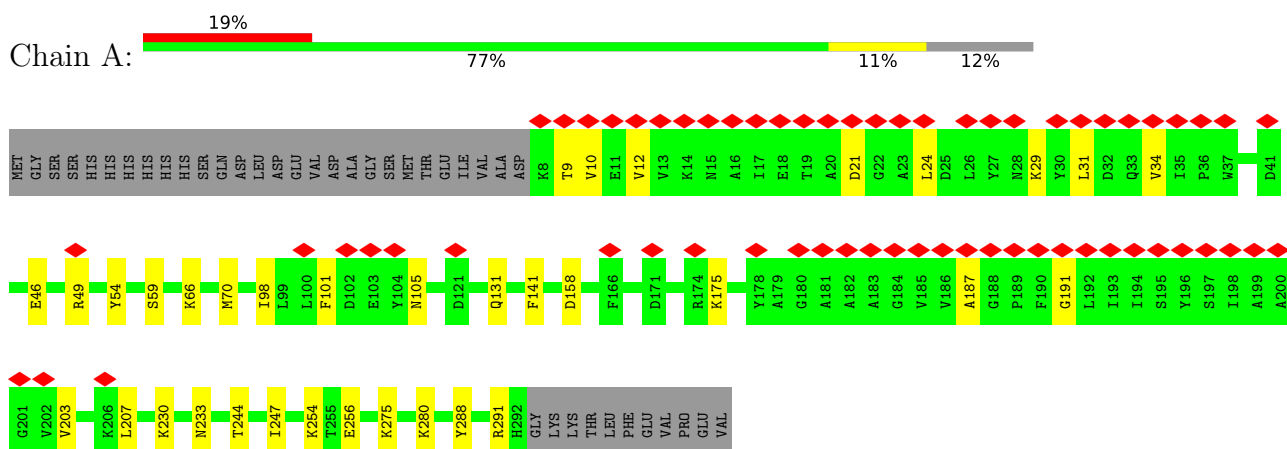 19%
Chain A:
77% 11% 12%
MET GLY SER SER HIS HIS HIS HIS HIS HIS SER GLN ASP LEU ASP GLU VAL ASP ALA GLY SER MET THR GLU ILE VAL ALA ASP K8 T9 V10 E11 V12 V13 K14 N15 A16 I17 E18 T19 A20 D21 G22 A23 L24 D25 L26 Y27 N28 K29 Y30 L31 D32 Q33 V34 I35 P36 W37 D41
E46 R49 Y54 S59 K66 M70 I98 L99 L100 F101 D102 E103 Y104 N105 D121 Q131 F141 D158 F166 D171 R174 K175 Y178 A179 G180 A181 A182 A183 G184 V185 V186 A187 G188 P189 F190 G191 L192 I193 I194 S195 Y196 S197 I198 A199 A200
G201 V202 V203 K206 L207 K230 N233 T244 I247 K254 T255 E256 K275 K280 Y288 R291 H292 GLY LYS LYS THR LEU PHE GLU VAL PRO GLU VAL